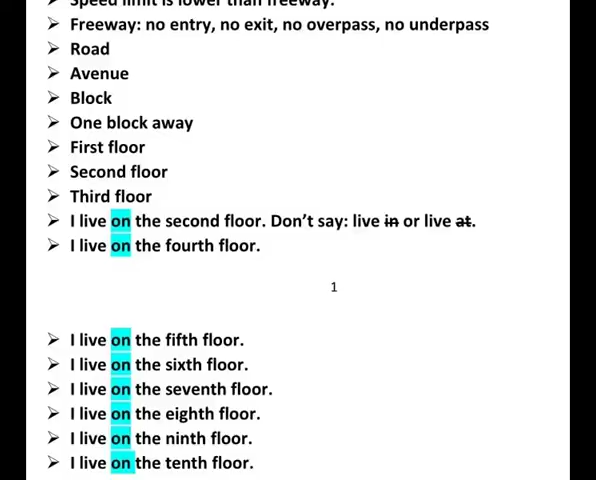 Speed limit is lower than freeway.
➢ Freeway: no entry, no exit, no overpass, no underpass
➢ Road
➢ Avenue
➢ Block
➢ One block away
➢ First floor
➢ Second floor
➢ Third floor
➢ I live on the second floor. Don't say: live in or live at.
➢ I live on the fourth floor.
1
➢ I live on the fifth floor.
➢ I live on the sixth floor.
➢ I live on the seventh floor.
➢ I live on the eighth floor.
➢ I live on the ninth floor.
➢ I live on the tenth floor.